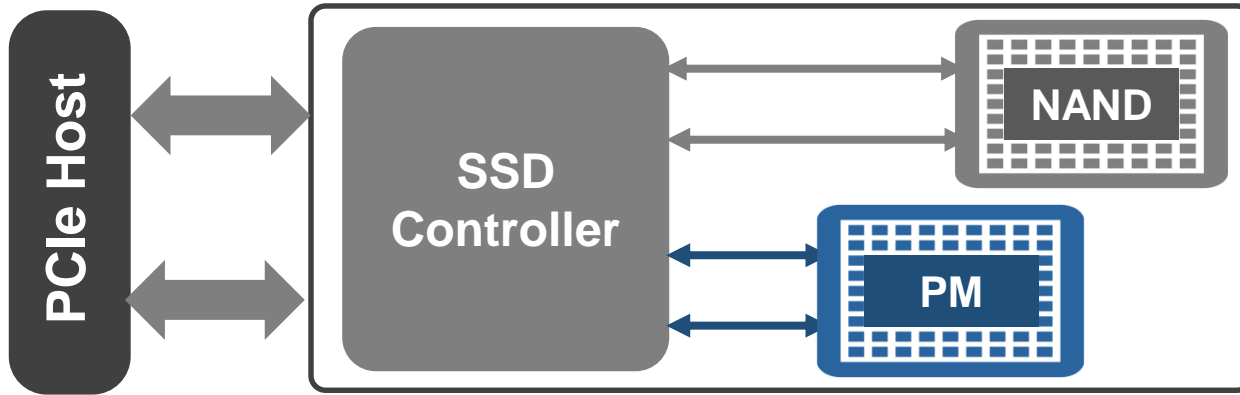 PCIe Host
SSD
Controller
NAND
PM